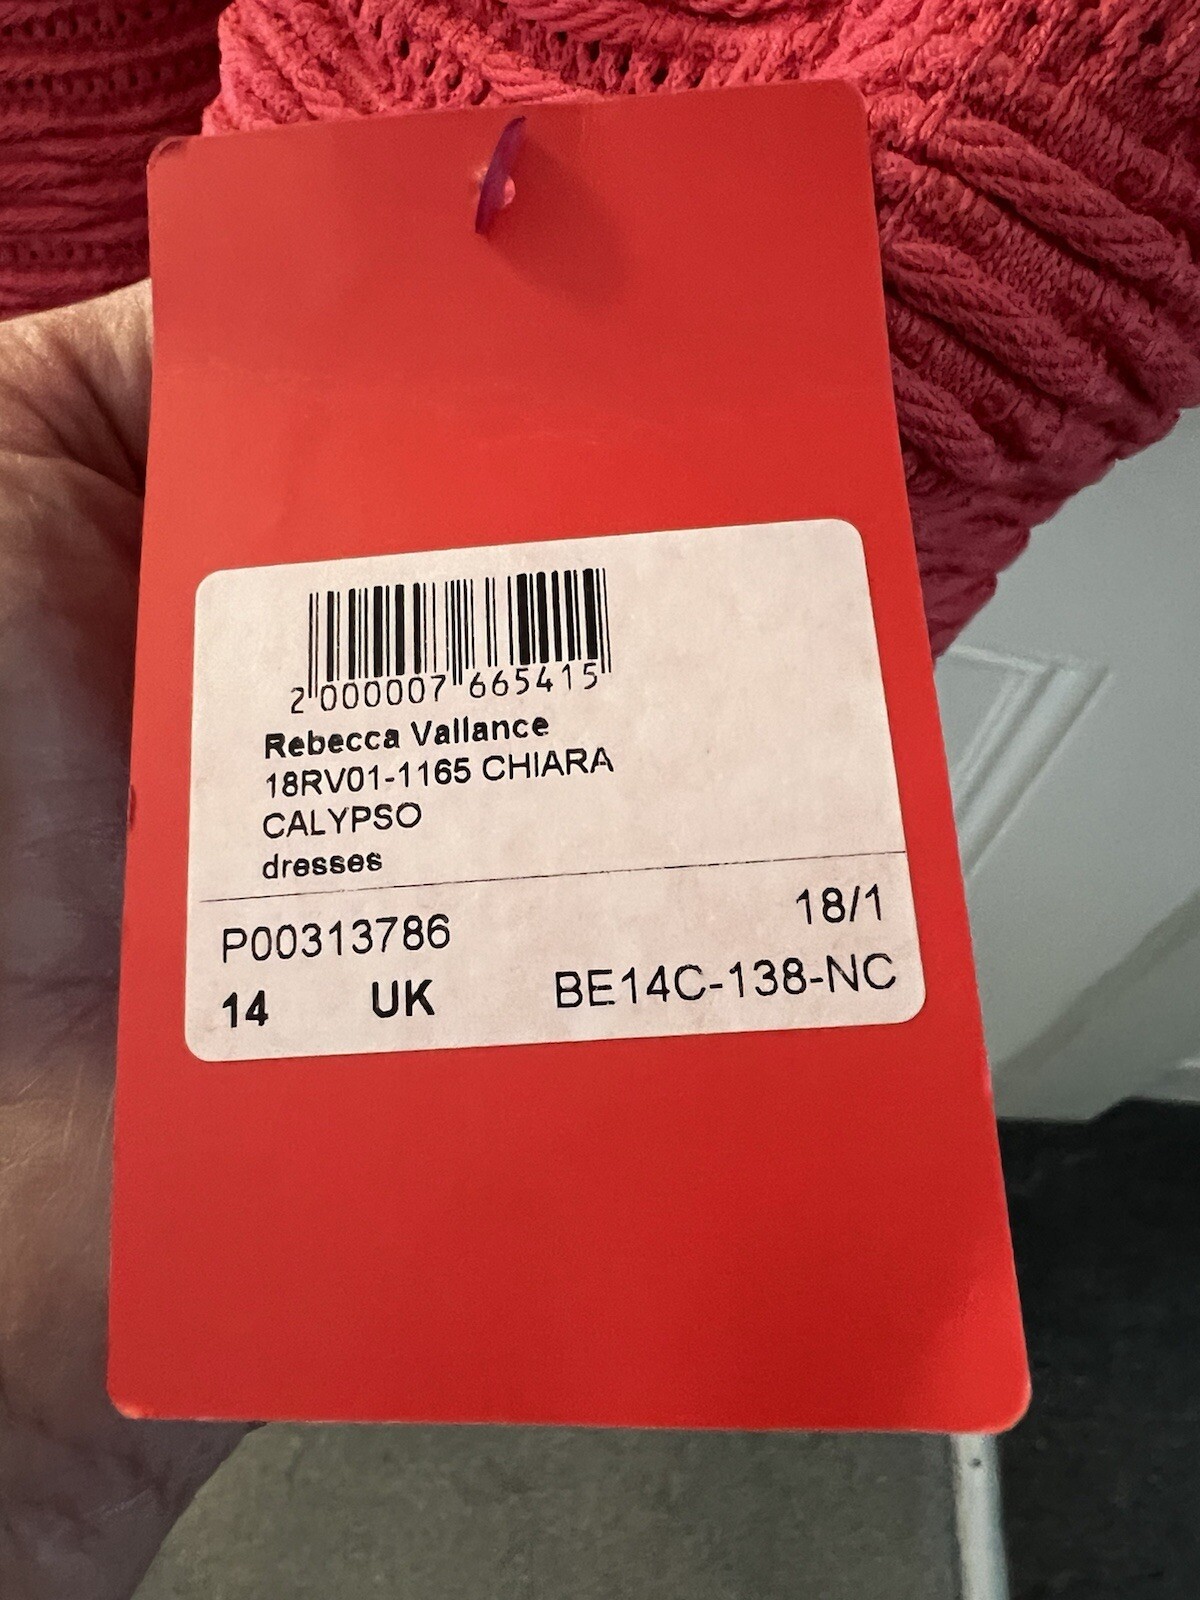 2 000007 665415
Rebecca Vallance
18RV01-1165 CHIARA
CALYPSO
dresses
P00313786 18/1
14 UK BE14C-138-NC